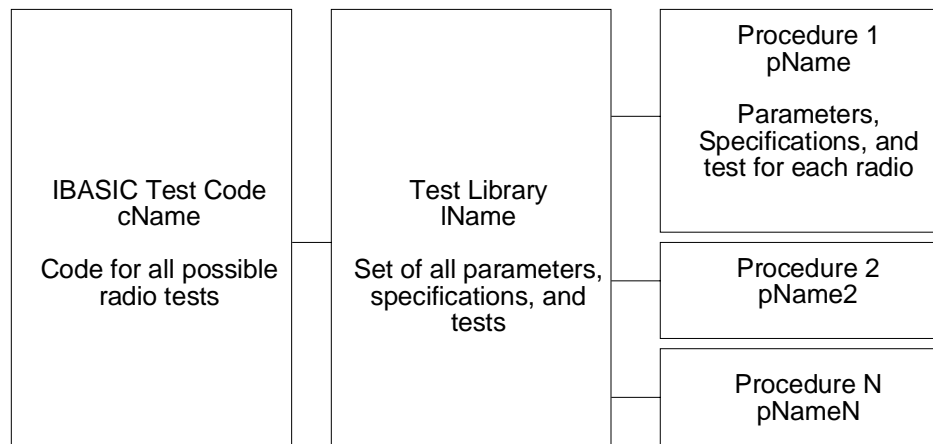 IBASIC Test Code
cName
Code for all possible
radio tests
Test Library
lName
Set of all parameters,
specifications, and
tests
Procedure 1
pName
Parameters,
Specifications, and
test for each radio
Procedure 2
pName2
Procedure N
pNameN